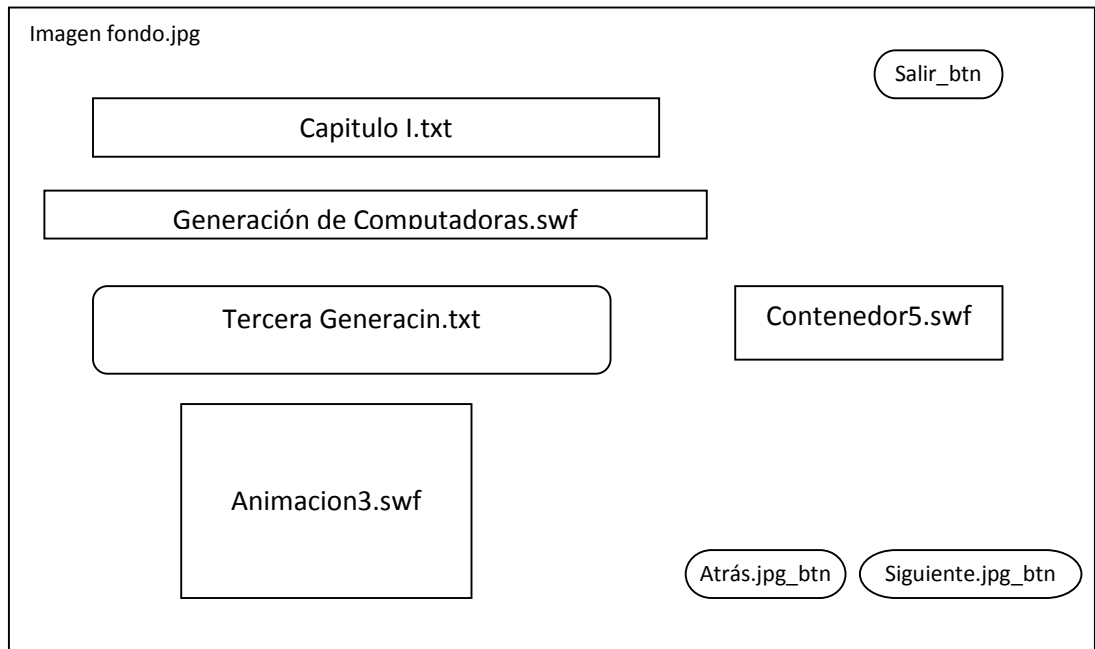 Imagen fondo.jpg
Salir_btn
Capitulo I.txt
Generación de Computadoras.swf
Tercera Generacin.txt
Contenedor5.swf
Animacion3.swf
Atrás.jpg_btn
Siguiente.jpg_btn